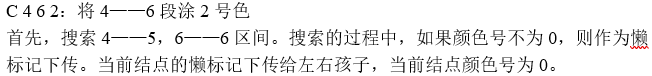 C 4 6 2：将 4——6 段涂 2 号色
首先，搜索 4——5，6——6 区间。搜索的过程中，如果颜色号不为 0，则作为懒
标记下传。当前结点的懒标记下传给左右孩子，当前结点颜色号为 0。